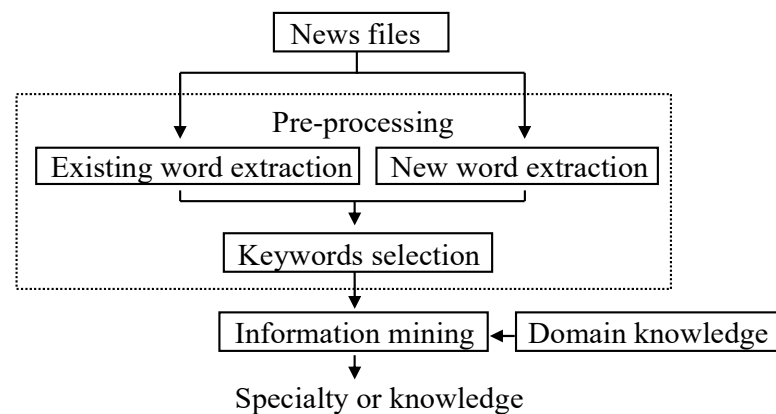 News files
Pre-processing
Existing word extraction
New word extraction
Keywords selection
Information mining
Domain knowledge
Specialty or knowledge